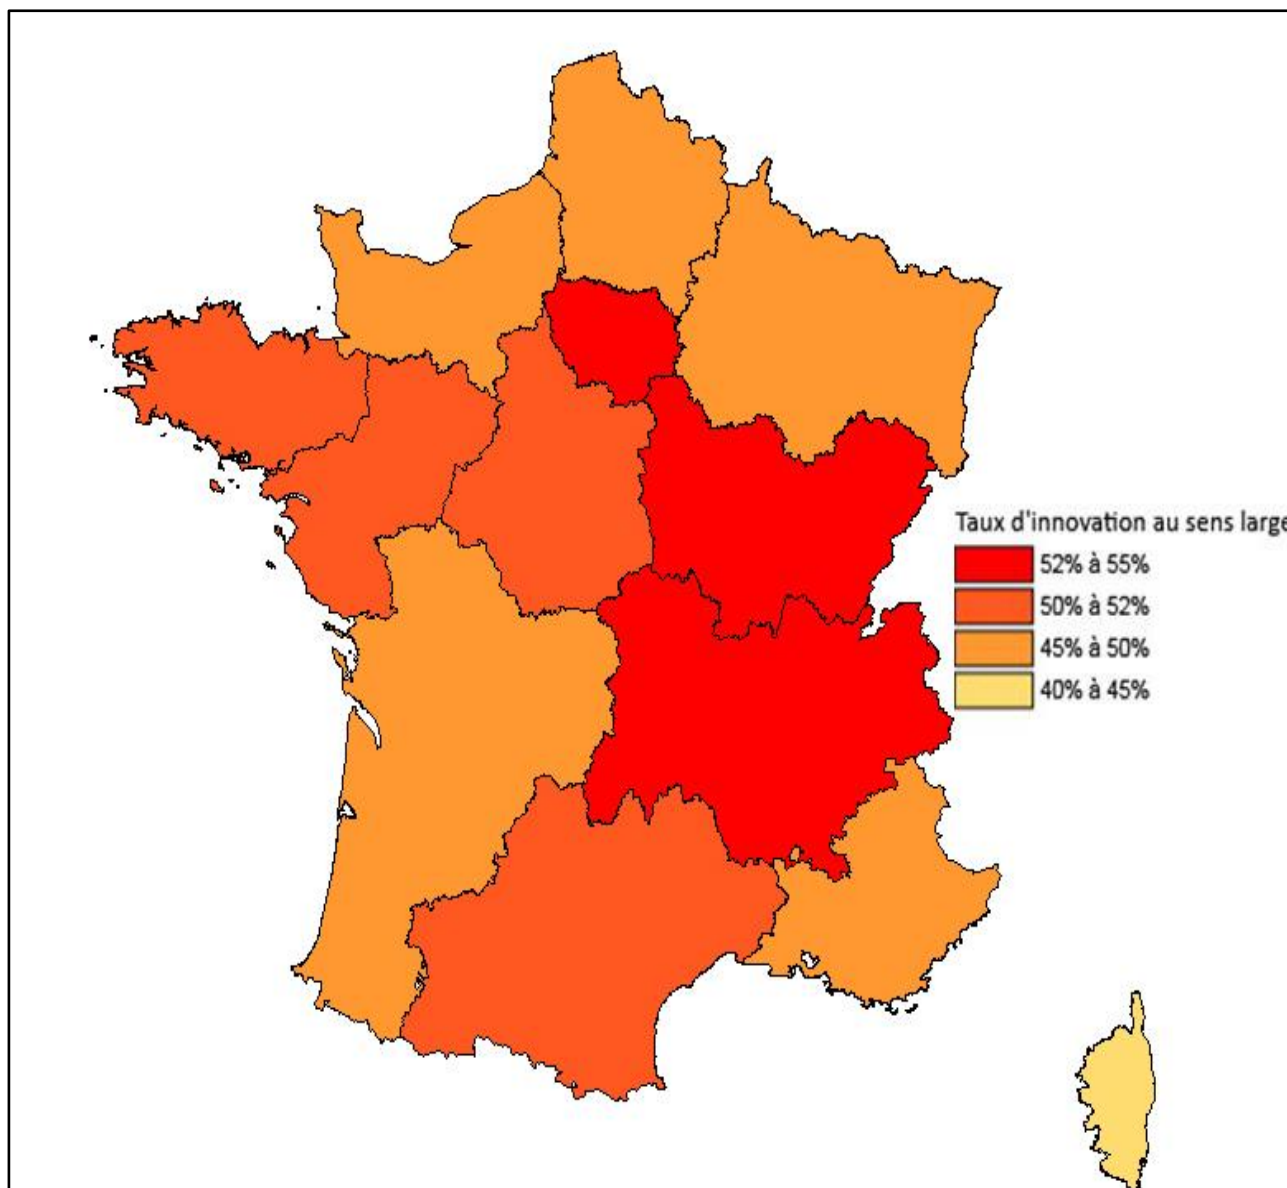 Taux d'innovation au sens large
52% à 55%
50% à 52%
45% à 50%
40% à 45%